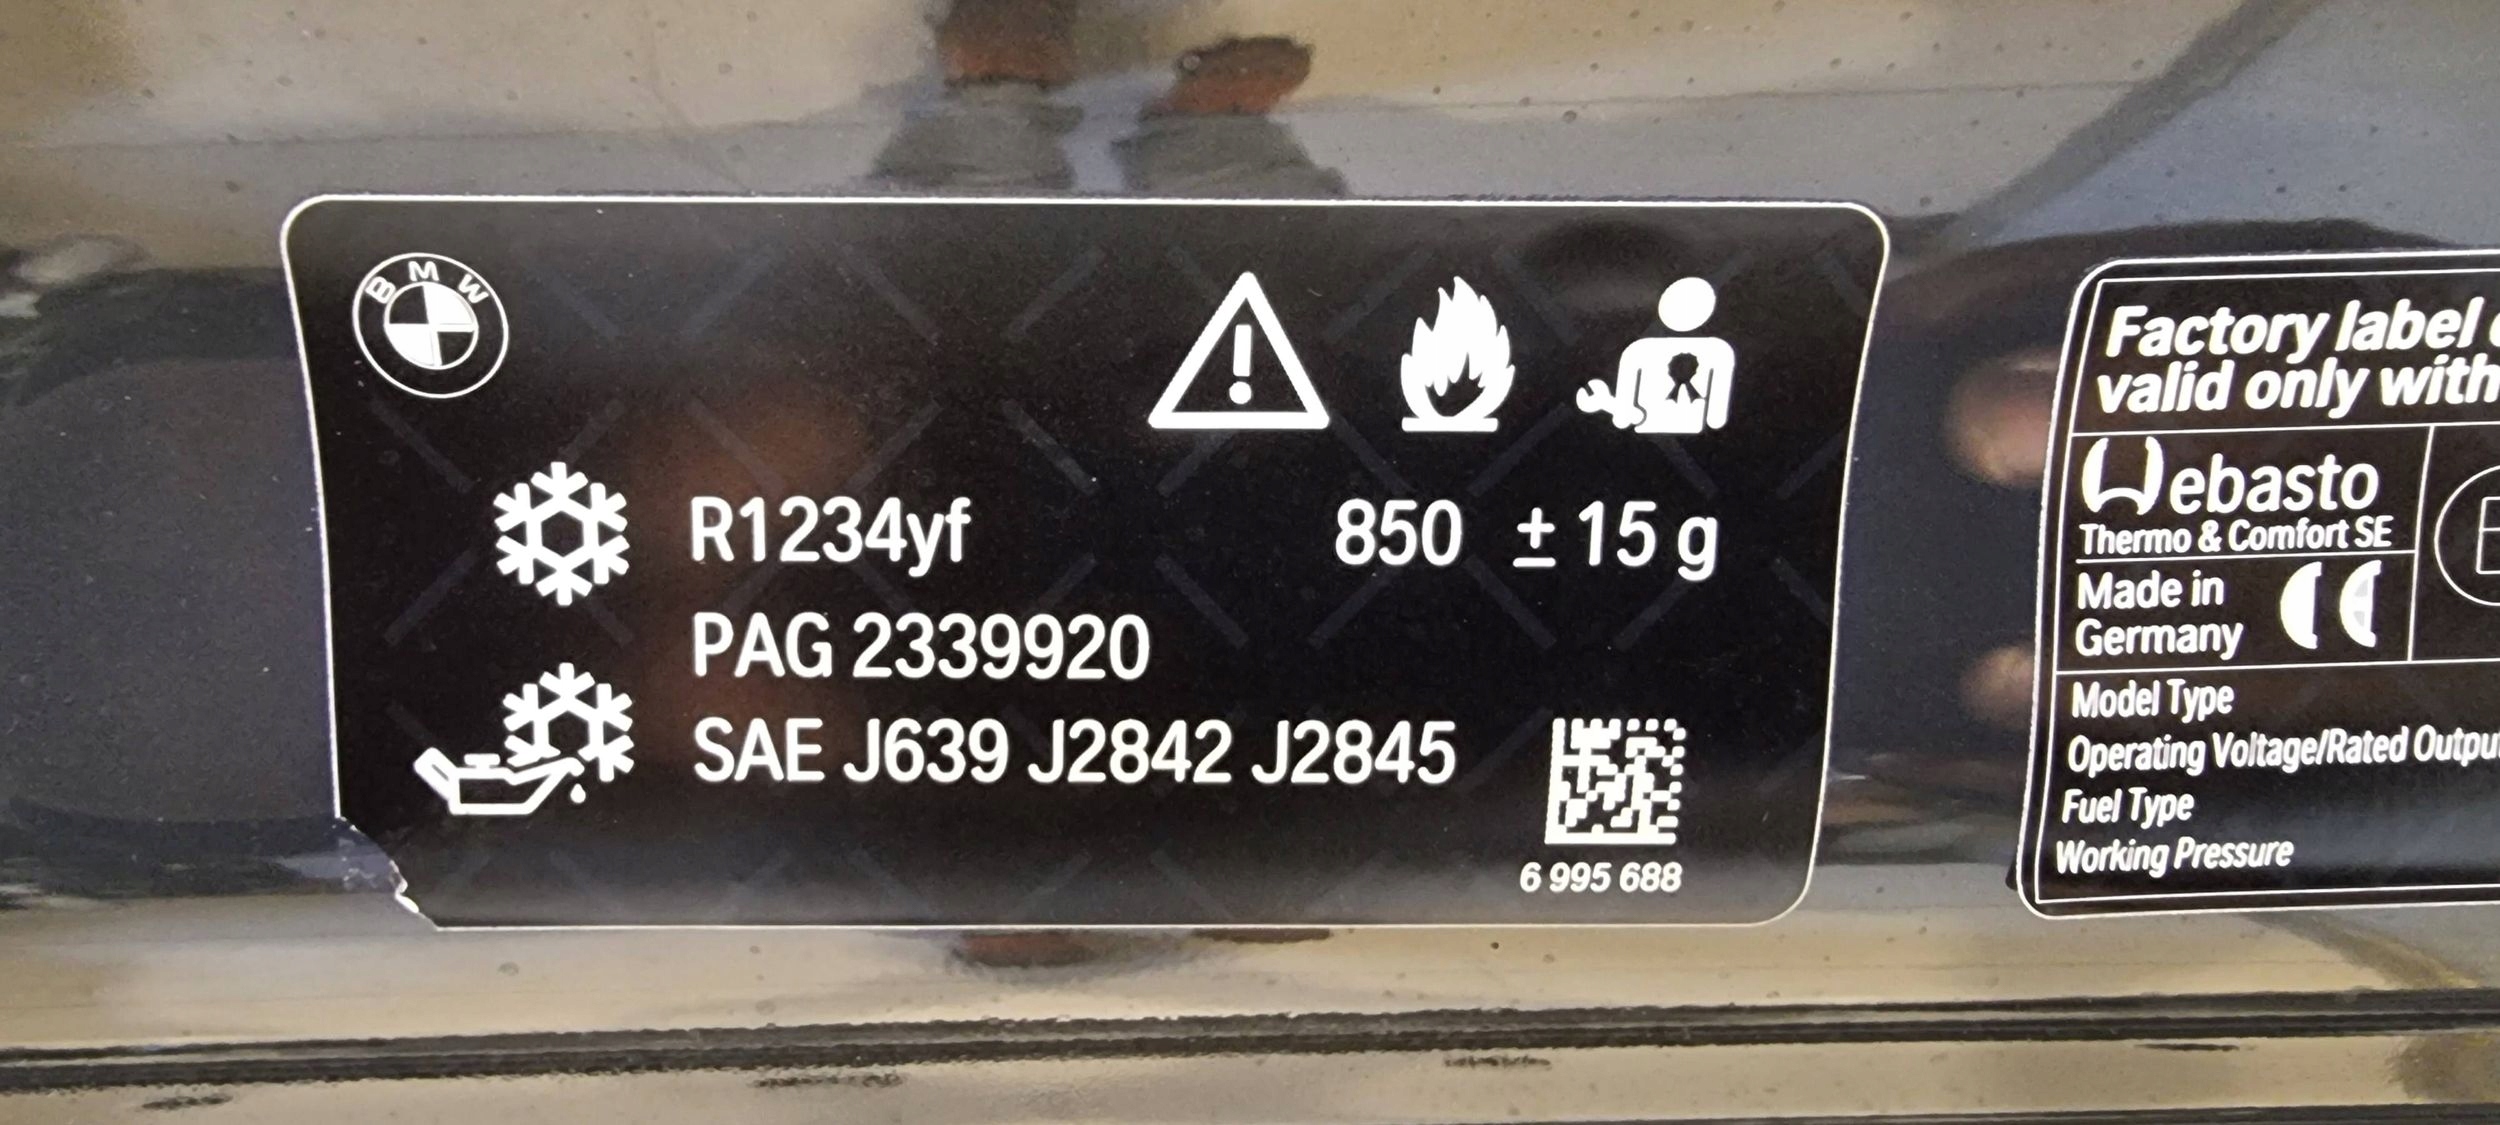 BMW
R1234yf 850 ± 15 g
PAG 2339920
SAE J639 J2842 J2845
6 995 688
Factory label
valid only with
Webasto
Thermo & Comfort SE
Made in
Germany
CE
Model Type
Operating Voltage/Rated
Fuel Type
Working Pressure